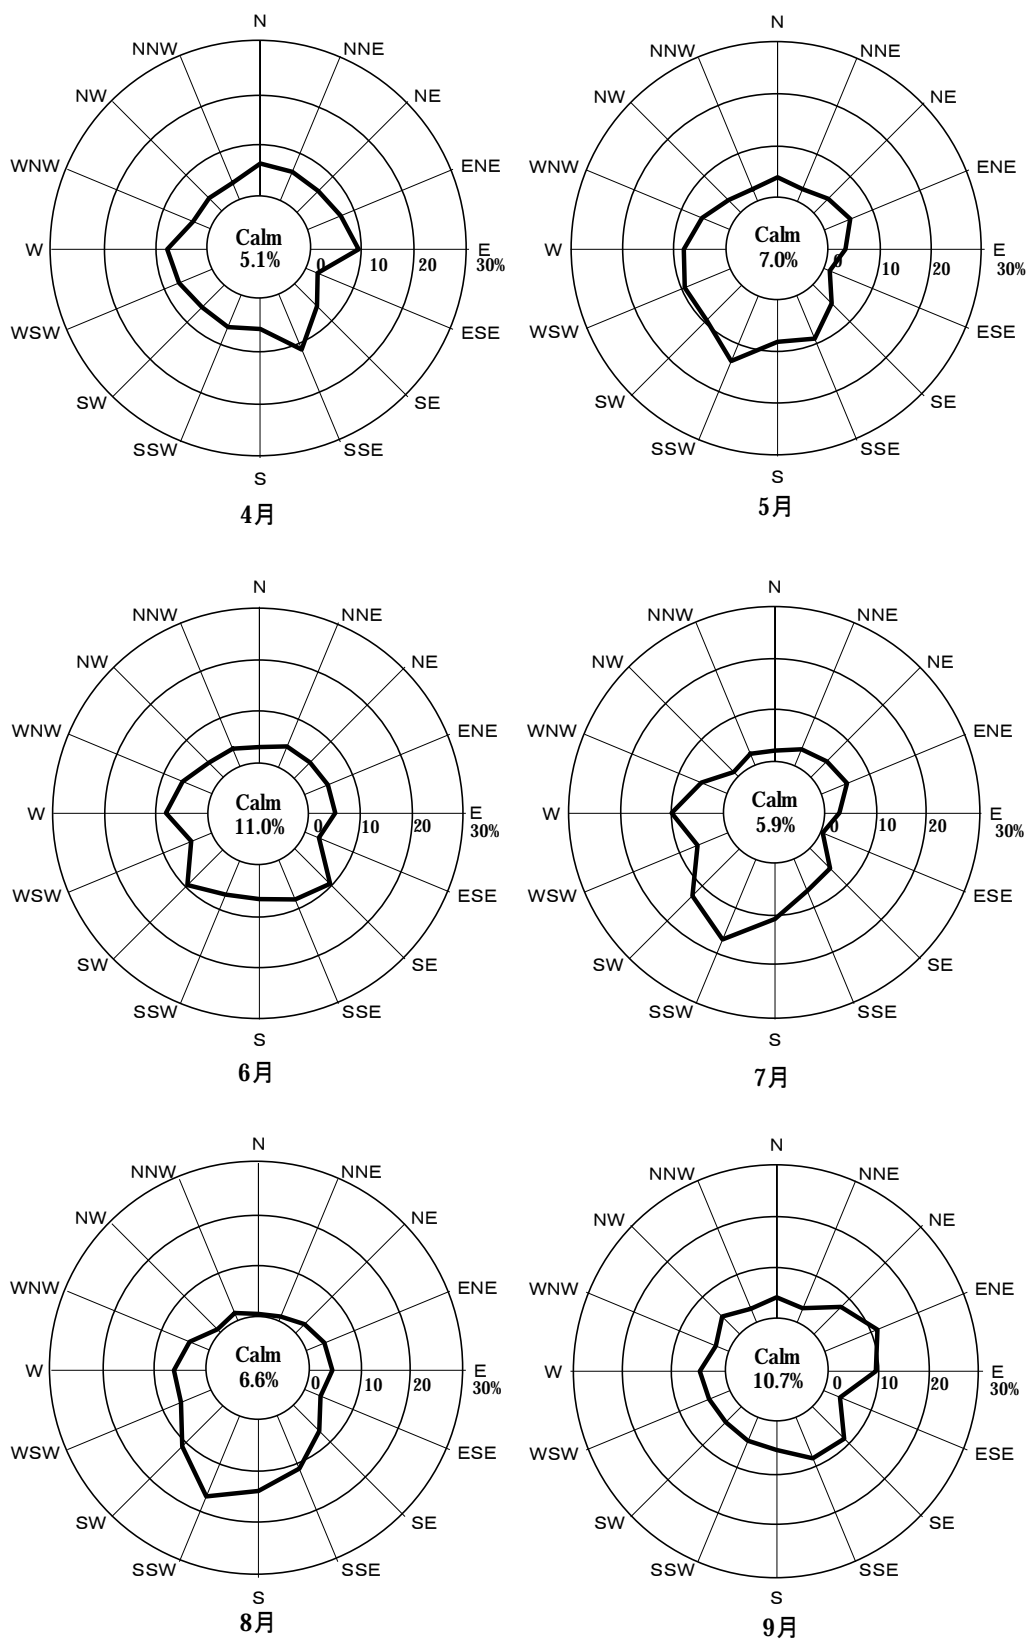 N
NNW NNE
NW NE
WNW ENE
Calm
5.1%
W 0 10 20 E
30%
WSW ESE
SW SE
SSW SSE
S
4月
N
NNW NNE
NW NE
WNW ENE
Calm
7.0%
W 0 10 20 E
30%
WSW ESE
SW SE
SSW SSE
S
5月
N
NNW NNE
NW NE
WNW ENE
Calm
11.0%
W 0 10 20 E
30%
WSW ESE
SW SE
SSW SSE
S
6月
N
NNW NNE
NW NE
WNW ENE
Calm
5.9%
W 0 10 20 E
30%
WSW ESE
SW SE
SSW SSE
S
7月
N
NNW NNE
NW NE
WNW ENE
Calm
6.6%
W 0 10 20 E
30%
WSW ESE
SW SE
SSW SSE
S
8月
N
NNW NNE
NW NE
WNW ENE
Calm
10.7%
W 0 10 20 E
30%
WSW ESE
SW SE
SSW SSE
S
9月